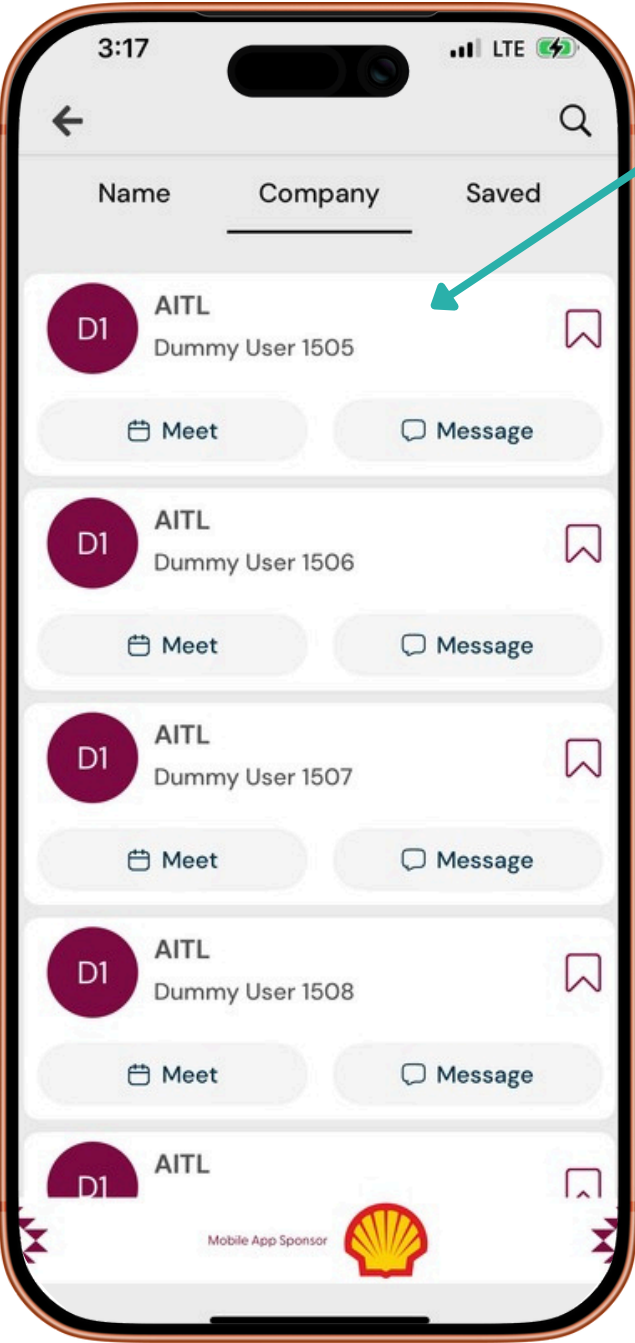 3:17 LTE
Name Company Saved
D1 AITL
Dummy User 1505
Meet Message
D1 AITL
Dummy User 1506
Meet Message
D1 AITL
Dummy User 1507
Meet Message
D1 AITL
Dummy User 1508
Meet Message
D1 AITL
Mobile App Sponsor